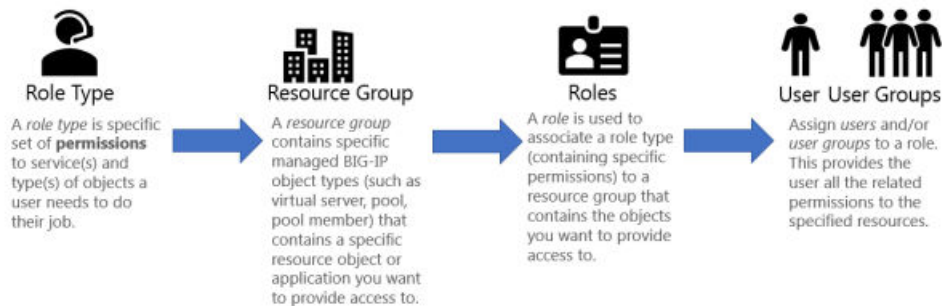 Role Type
A role type is specific
set of permissions
to service(s) and
type(s) of objects a
user needs to do
their job.
Resource Group
A resource group
contains specific
managed BIG-IP
object types (such as
virtual server, pool,
pool member) that
contains a specific
resource object or
application you want
to provide access to.
Roles
A role is used to
associate a role type
(containing specific
permissions) to a
resource group that
contains the objects
you want to provide
access to.
User User Groups
Assign users and/or
user groups to a role.
This provides the
user all the related
permissions to the
specified resources.